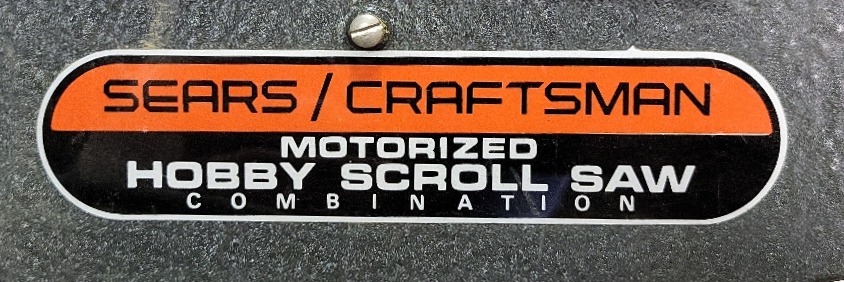 SEARS / CRAFTSMAN
MOTORIZED
HOBBY SCROLL SAW
COMBINATION